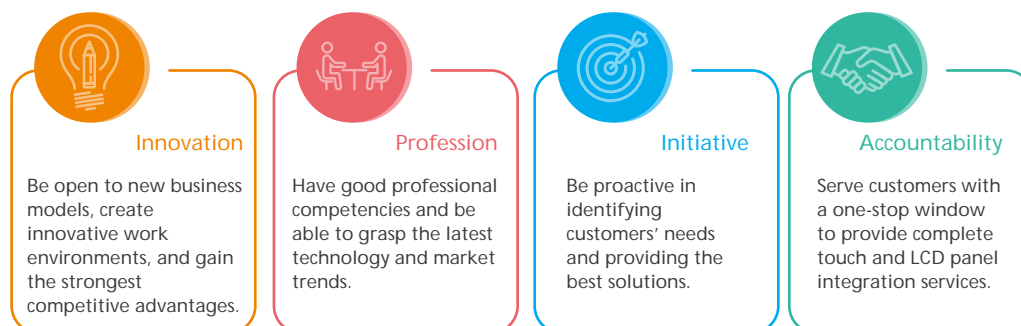 Innovation
Be open to new business
models, create
innovative work
environments, and gain
the strongest
competitive advantages.
Profession
Have good professional
competencies and be
able to grasp the latest
technology and market
trends.
Initiative
Be proactive in
identifying
customers’ needs
and providing the
best solutions.
Accountability
Serve customers with
a one-stop window
to provide complete
touch and LCD panel
integration services.